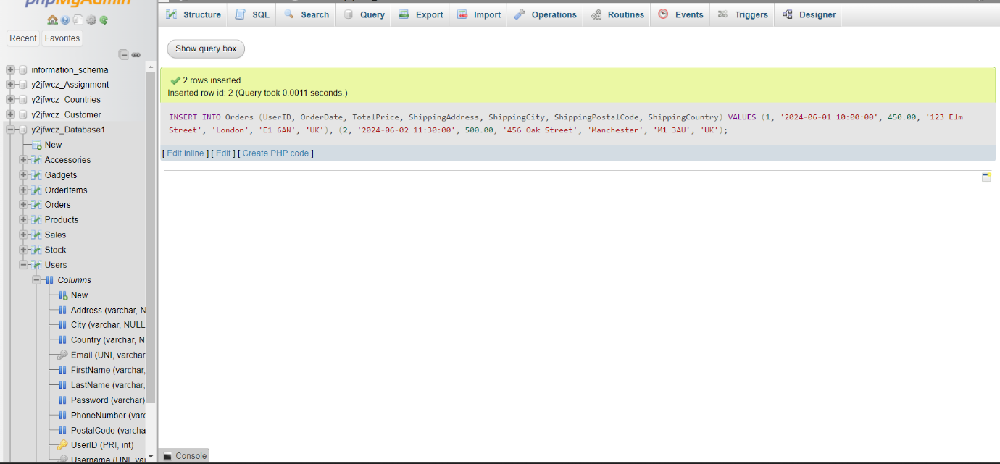 phpMyAdmin
Recent Favorites
information_schema
y2jfwcz_Assignment
y2jfwcz_Countries
y2jfwcz_Customer
y2jfwcz_Database1
New
Accessories
Gadgets
OrderItems
Orders
Products
Sales
Stock
Users
Columns
New
Address (varchar, N
City (varchar, NULL
Country (varchar, N
Email (UNI, varchar
FirstName (varchar,
LastName (varchar,
Password (varchar)
PhoneNumber (varc
PostalCode (varcha
UserID (PRI, int)
Username (UNI, va
Structure SQL Search Query Export Import Operations Routines Events Triggers Designer
Show query box
2 rows inserted.
Inserted row id: 2 (Query took 0.0011 seconds.)
INSERT INTO Orders (UserID, OrderDate, TotalPrice, ShippingAddress, ShippingCity, ShippingPostalCode, ShippingCountry) VALUES (1, '2024-06-01 10:00:00', 450.00, '123 Elm
Street', 'London', 'E1 6AN', 'UK'), (2, '2024-06-02 11:30:00', 500.00, '456 Oak Street', 'Manchester', 'M1 3AU', 'UK');
[ Edit inline ] [ Edit ] [ Create PHP code ]
Console